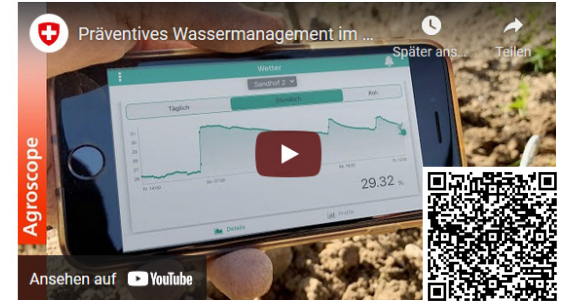 Präventives Wassermanagement im ...
Später ans...
Teilen
Wetter
Sandhof 2
Täglich
Stündlich
Roh
29.32 %
Details
Profile
Agroscope
Ansehen auf YouTube